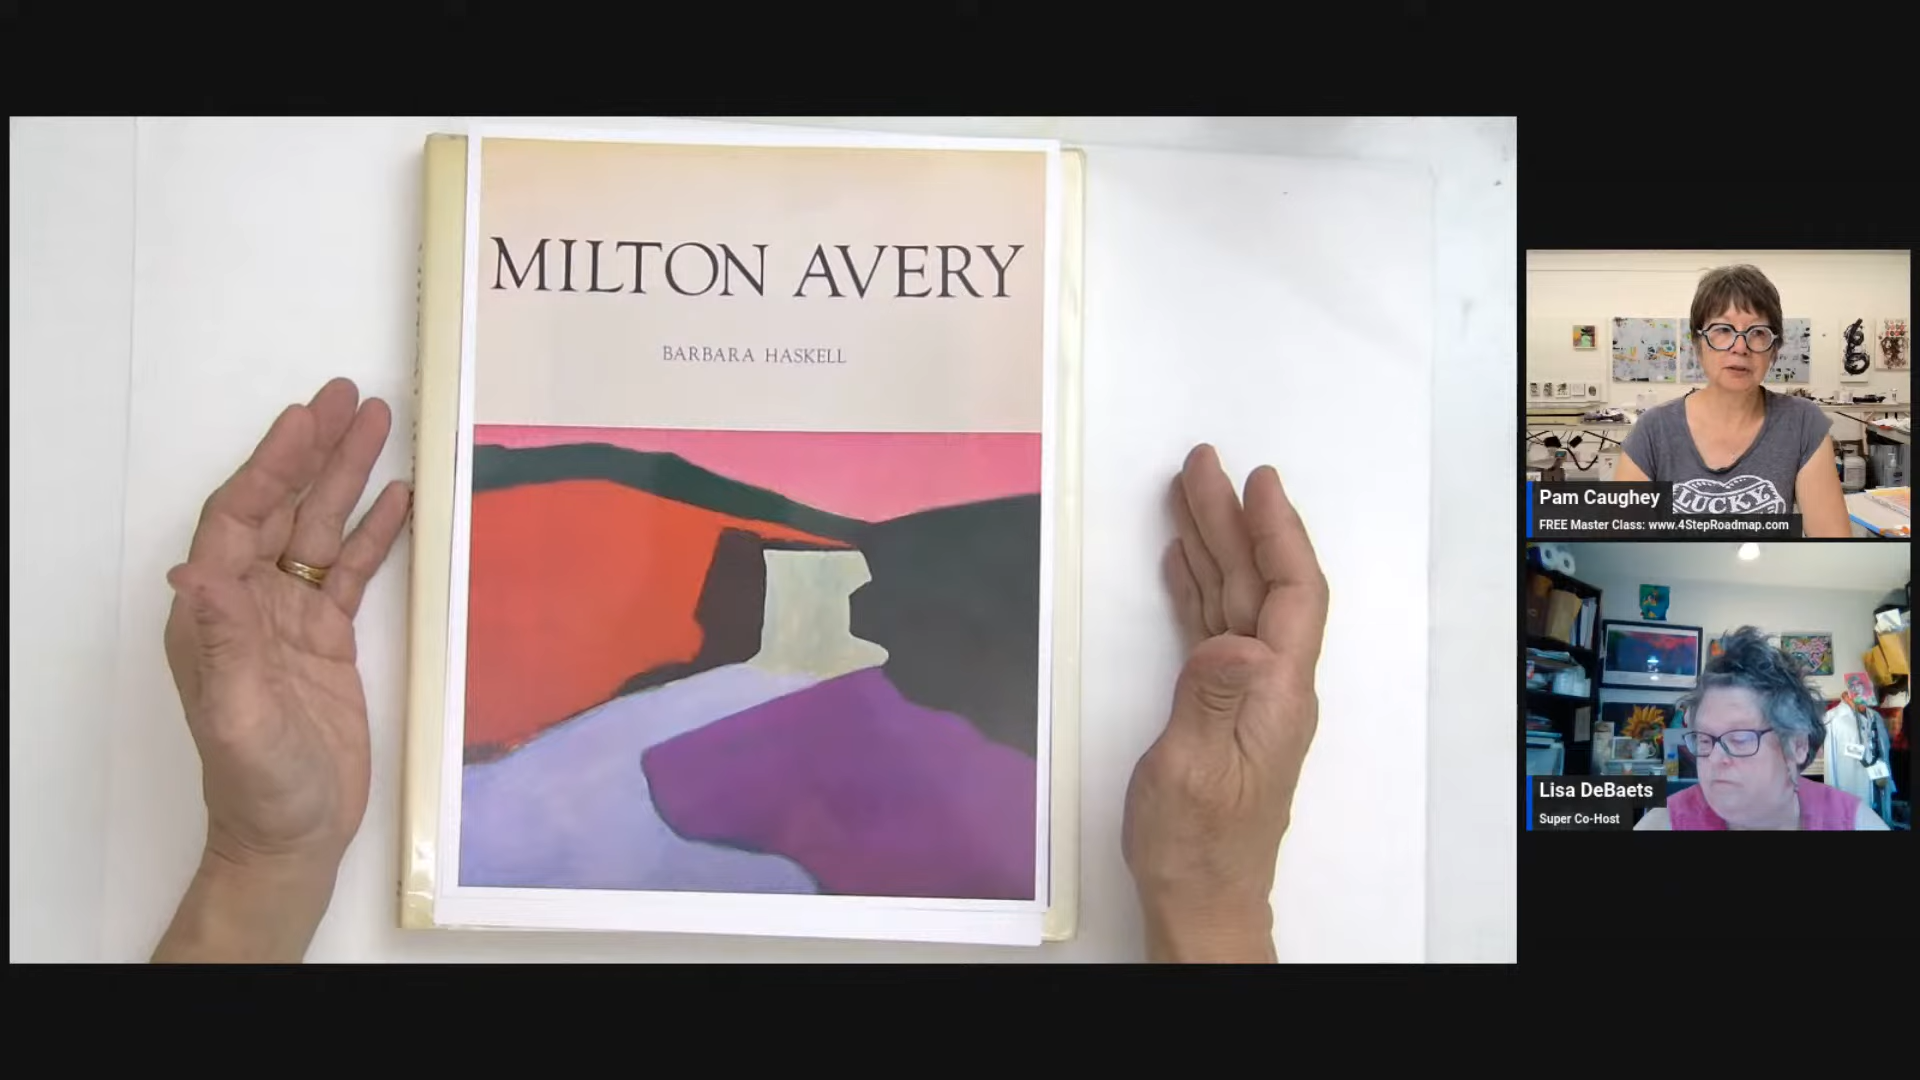 MILTON AVERY
BARBARA HASKELL
LUCKY
Pam Caughey
FREE Master Class: www.4StepRoadmap.com
Lisa DeBaets
Super Co-Host